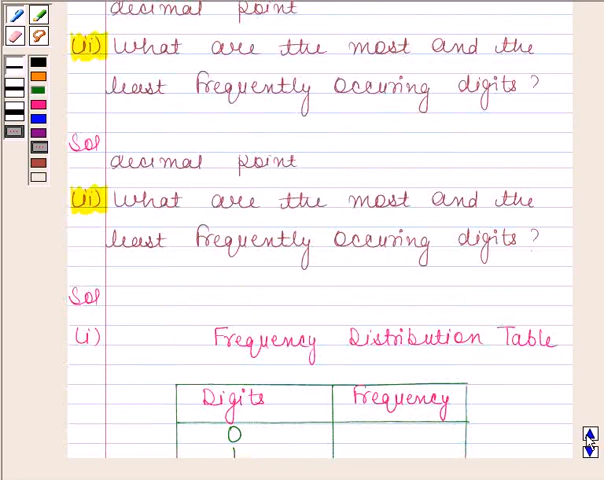 decimal point
(ii) What are the most and the
least frequently occuring digits?
Sol
decimal point
(ii) What are the most and the
least frequently occuring digits?
Sol
(i) Frequency Distribution Table
Digits Frequency
0
1